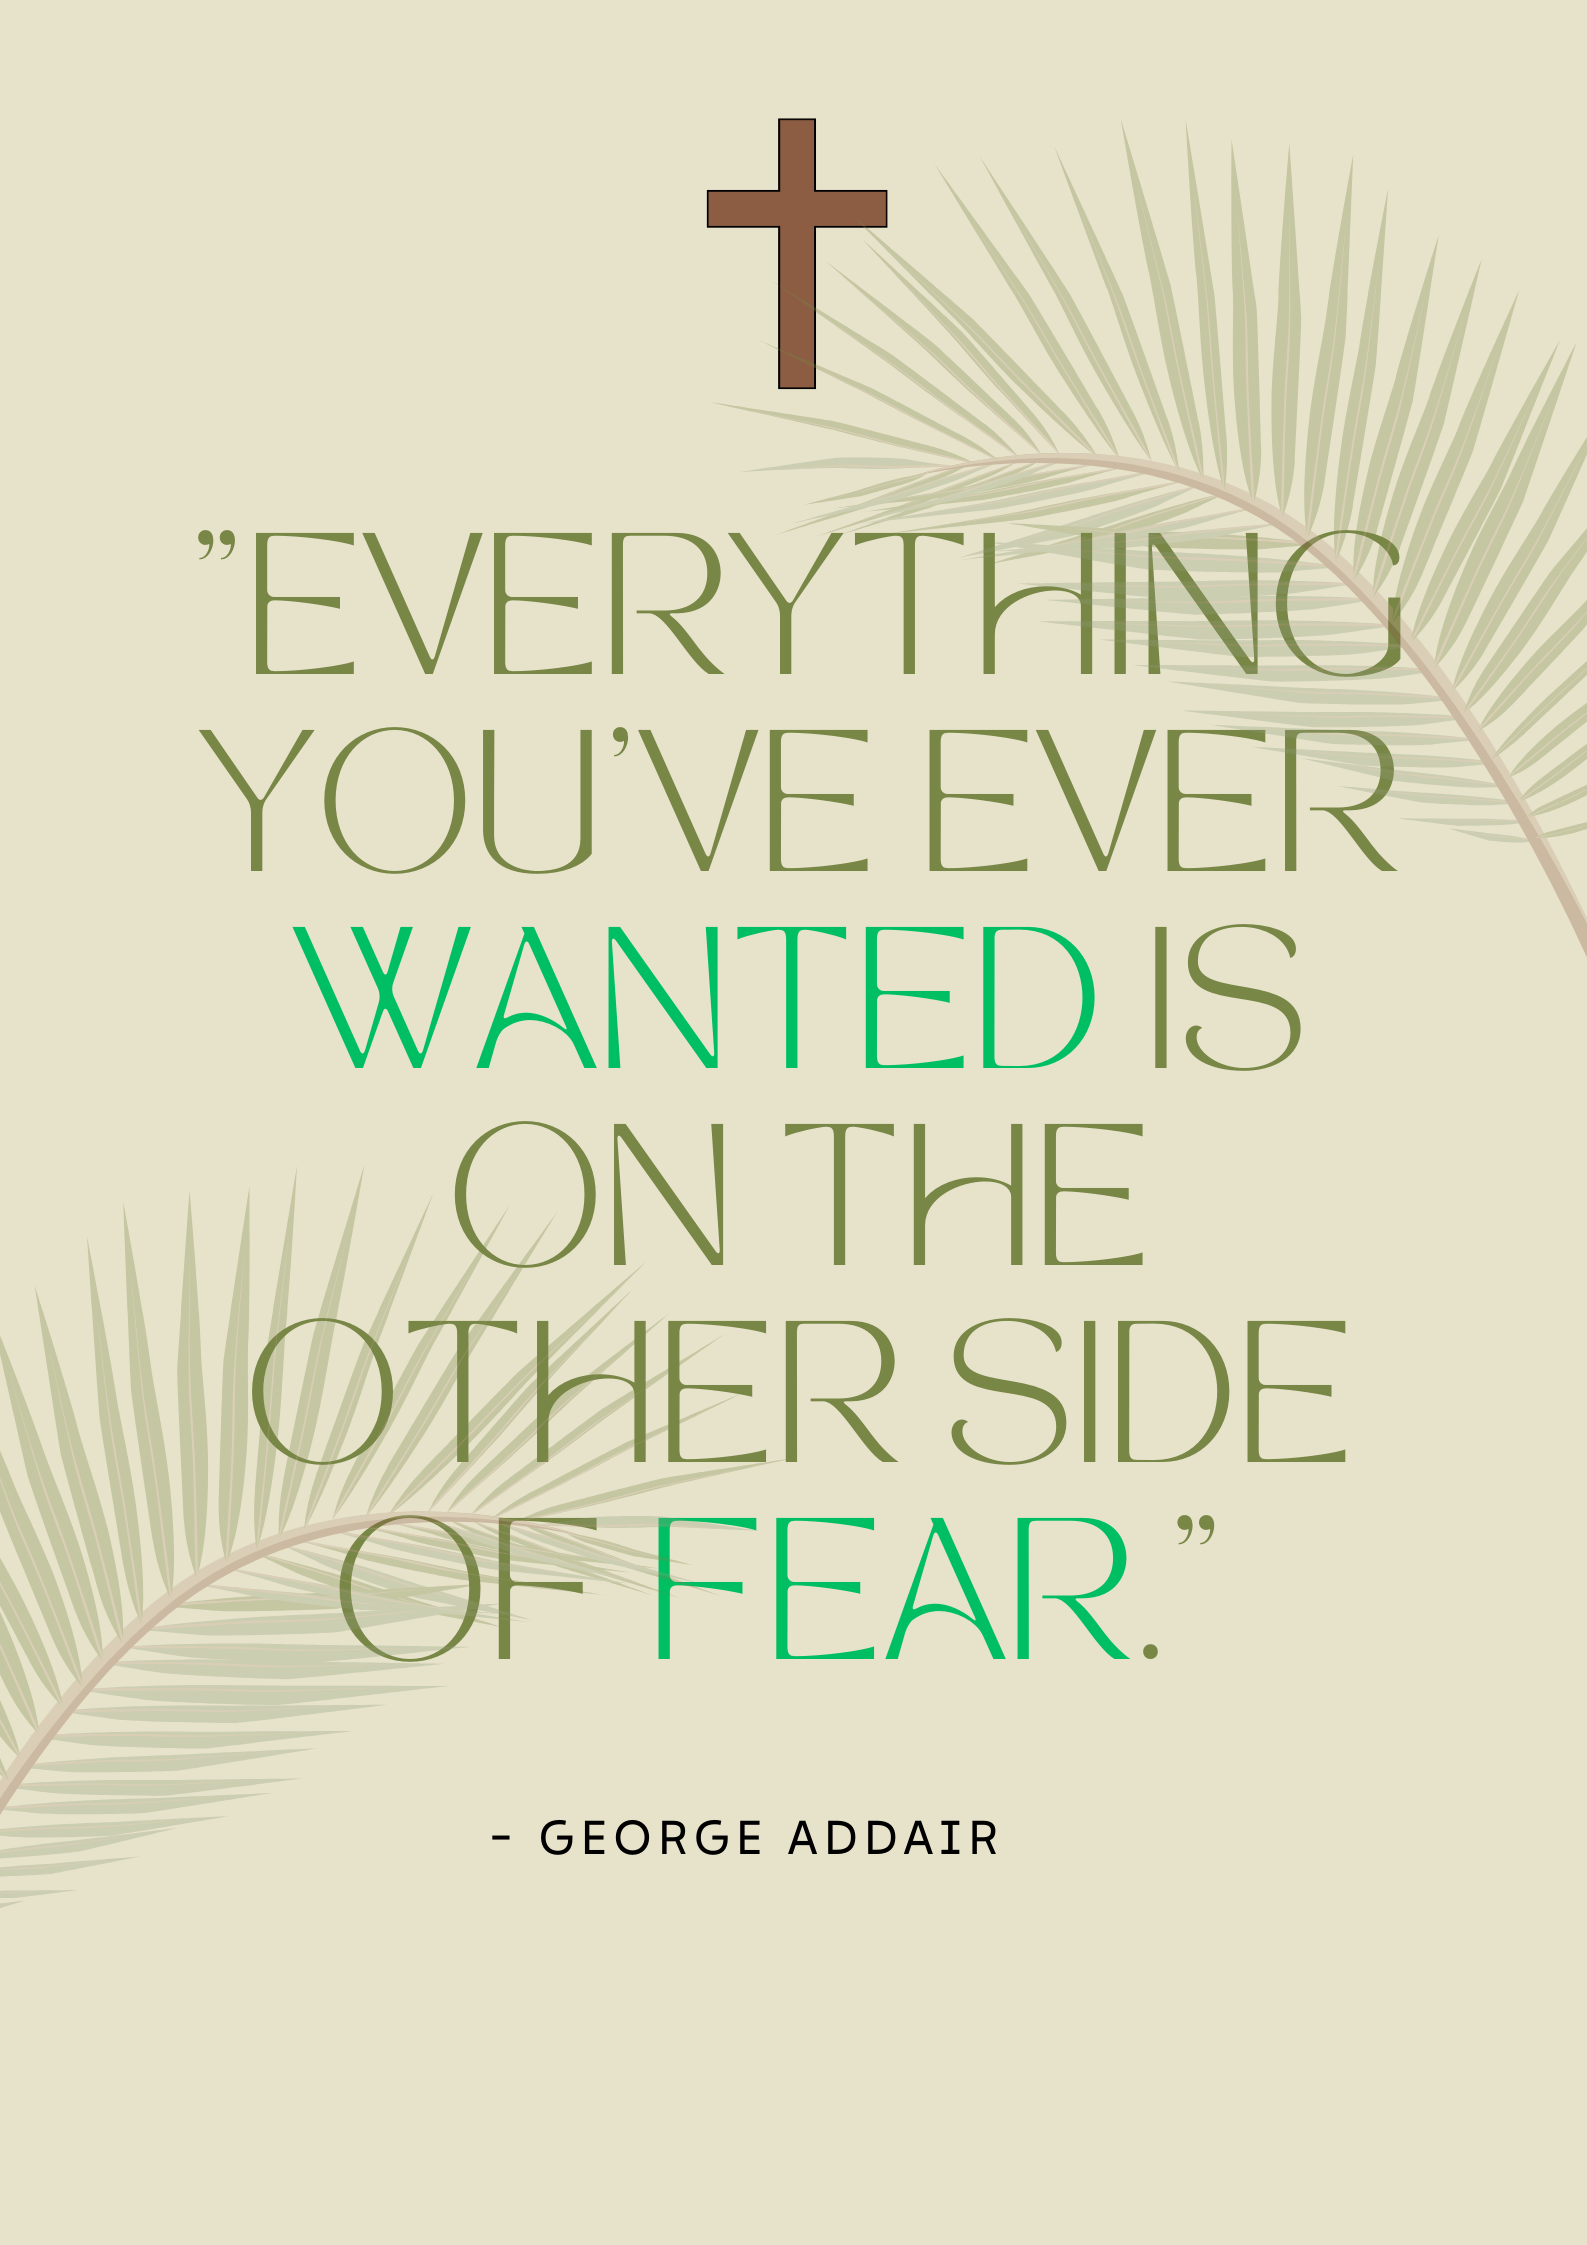 ”EVERYTHING
YOU’VE EVER
WANTED IS
ON THE
OTHER SIDE
OF FEAR.”
- GEORGE ADDAIR